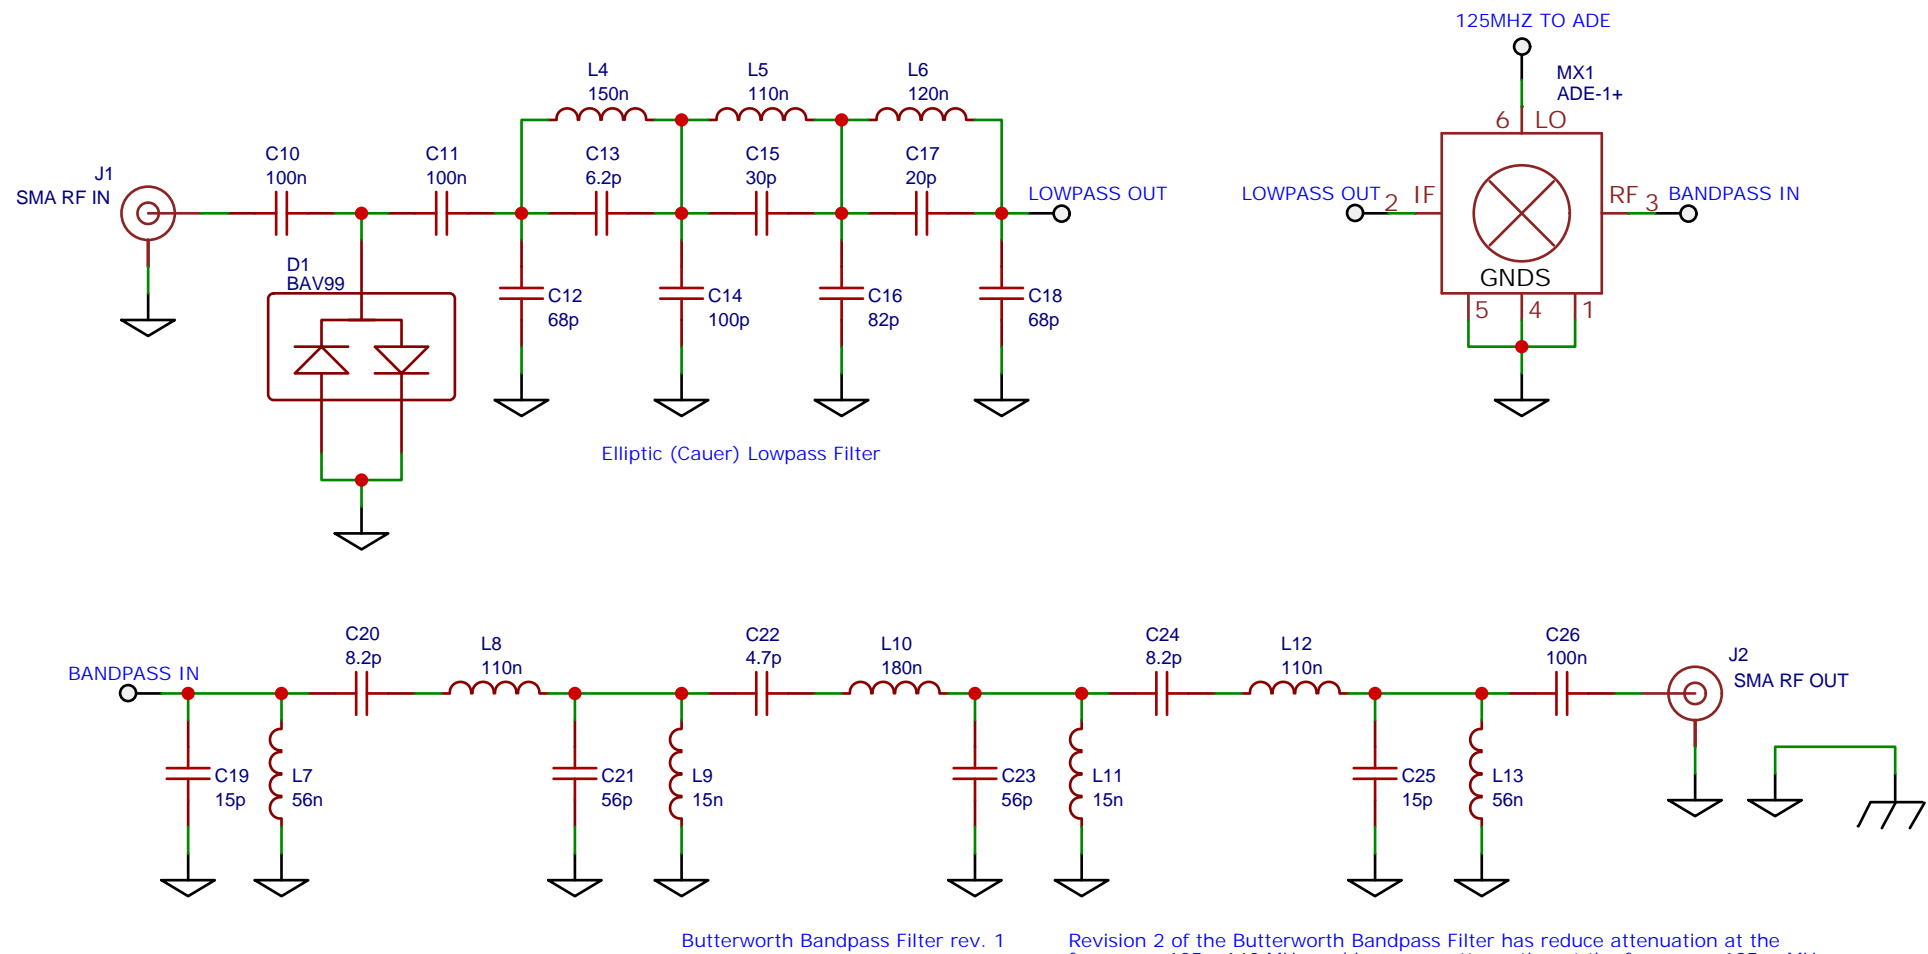 125MHZ TO ADE
MX1
ADE-1+
6 LO
L4
150n
L5
110n
L6
120n
J1
SMA RF IN
C10
100n
C11
100n
C13
6.2p
C15
30p
C17
20p
LOWPASS OUT
LOWPASS OUT 2 IF
RF 3 BANDPASS IN
GNDS
5 4 1
D1
BAV99
C12
68p
C14
100p
C16
82p
C18
68p
Elliptic (Cauer) Lowpass Filter
BANDPASS IN
C20
8.2p
L8
110n
C22
4.7p
L10
180n
C24
8.2p
L12
110n
C26
100n
J2
SMA RF OUT
C19
15p
L7
56n
C21
56p
L9
15n
C23
56p
L11
15n
C25
15p
L13
56n
Butterworth Bandpass Filter rev. 1
Revision 2 of the Butterworth Bandpass Filter has reduce attenuation at the